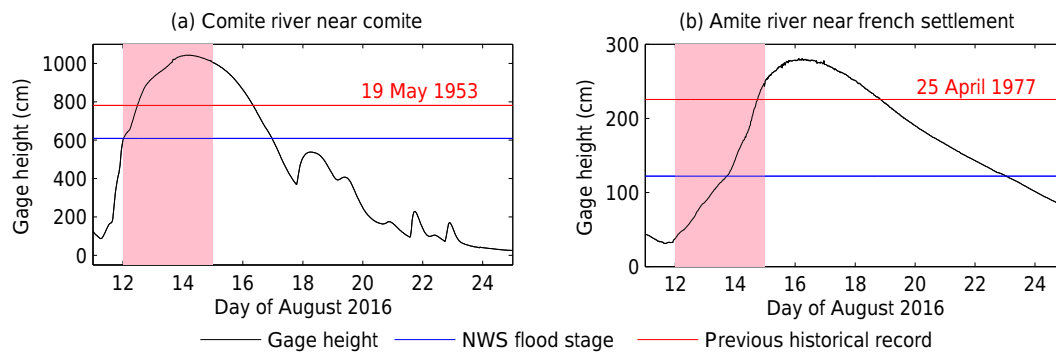 (a) Comite river near comite
Gage height (cm)
1000
800
600
400
200
0
19 May 1953
12 14 16 18 20 22 24
Day of August 2016
(b) Amite river near french settlement
Gage height (cm)
300
200
100
0
25 April 1977
12 14 16 18 20 22 24
Day of August 2016
Gage height NWS flood stage Previous historical record